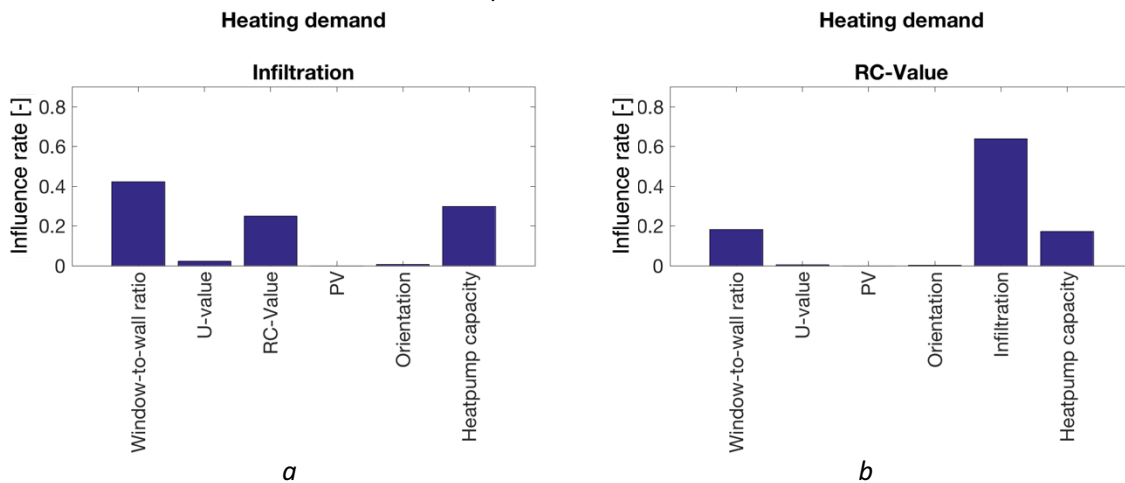 Heating demand
Infiltration
Influence rate [-]
0.8
0.6
0.4
0.2
0
Window-to-wall ratio
U-value
RC-Value
PV
Orientation
Heatpump capacity
a
Heating demand
RC-Value
Influence rate [-]
0.8
0.6
0.4
0.2
0
Window-to-wall ratio
U-value
PV
Orientation
Infiltration
Heatpump capacity
b